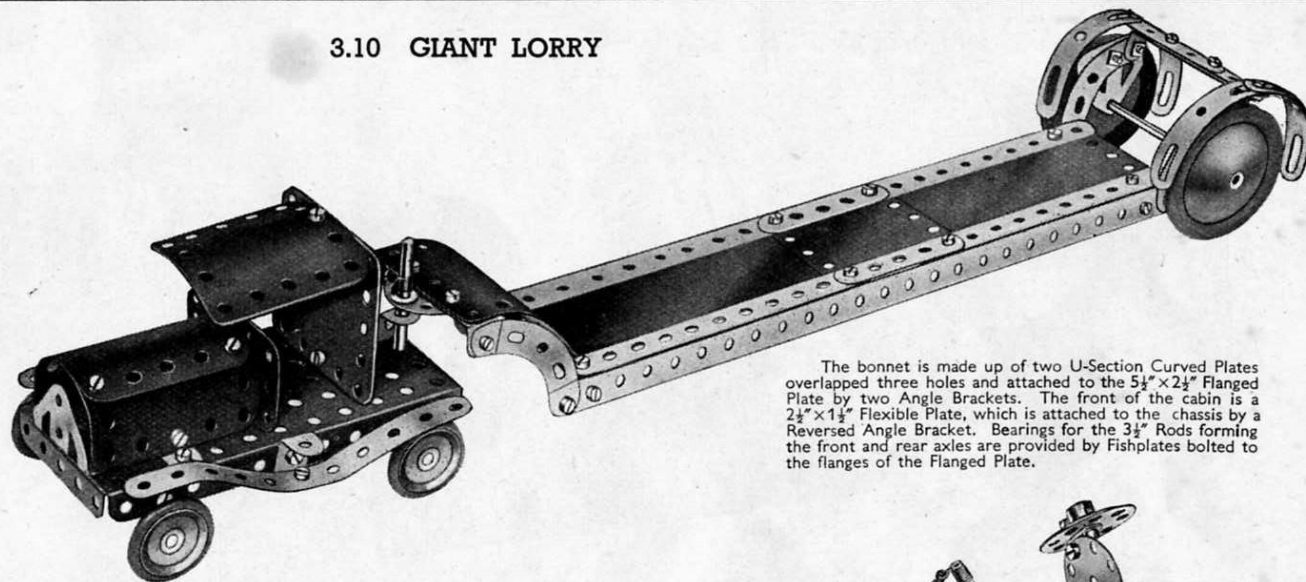 3.10 GIANT LORRY
The bonnet is made up of two U-Section Curved Plates
overlapped three holes and attached to the 5½″×2½″ Flanged
Plate by two Angle Brackets. The front of the cabin is a
2½″×1½″ Flexible Plate, which is attached to the chassis by a
Reversed Angle Bracket. Bearings for the 3½″ Rods forming
the front and rear axles are provided by Fishplates bolted to
the flanges of the Flanged Plate.